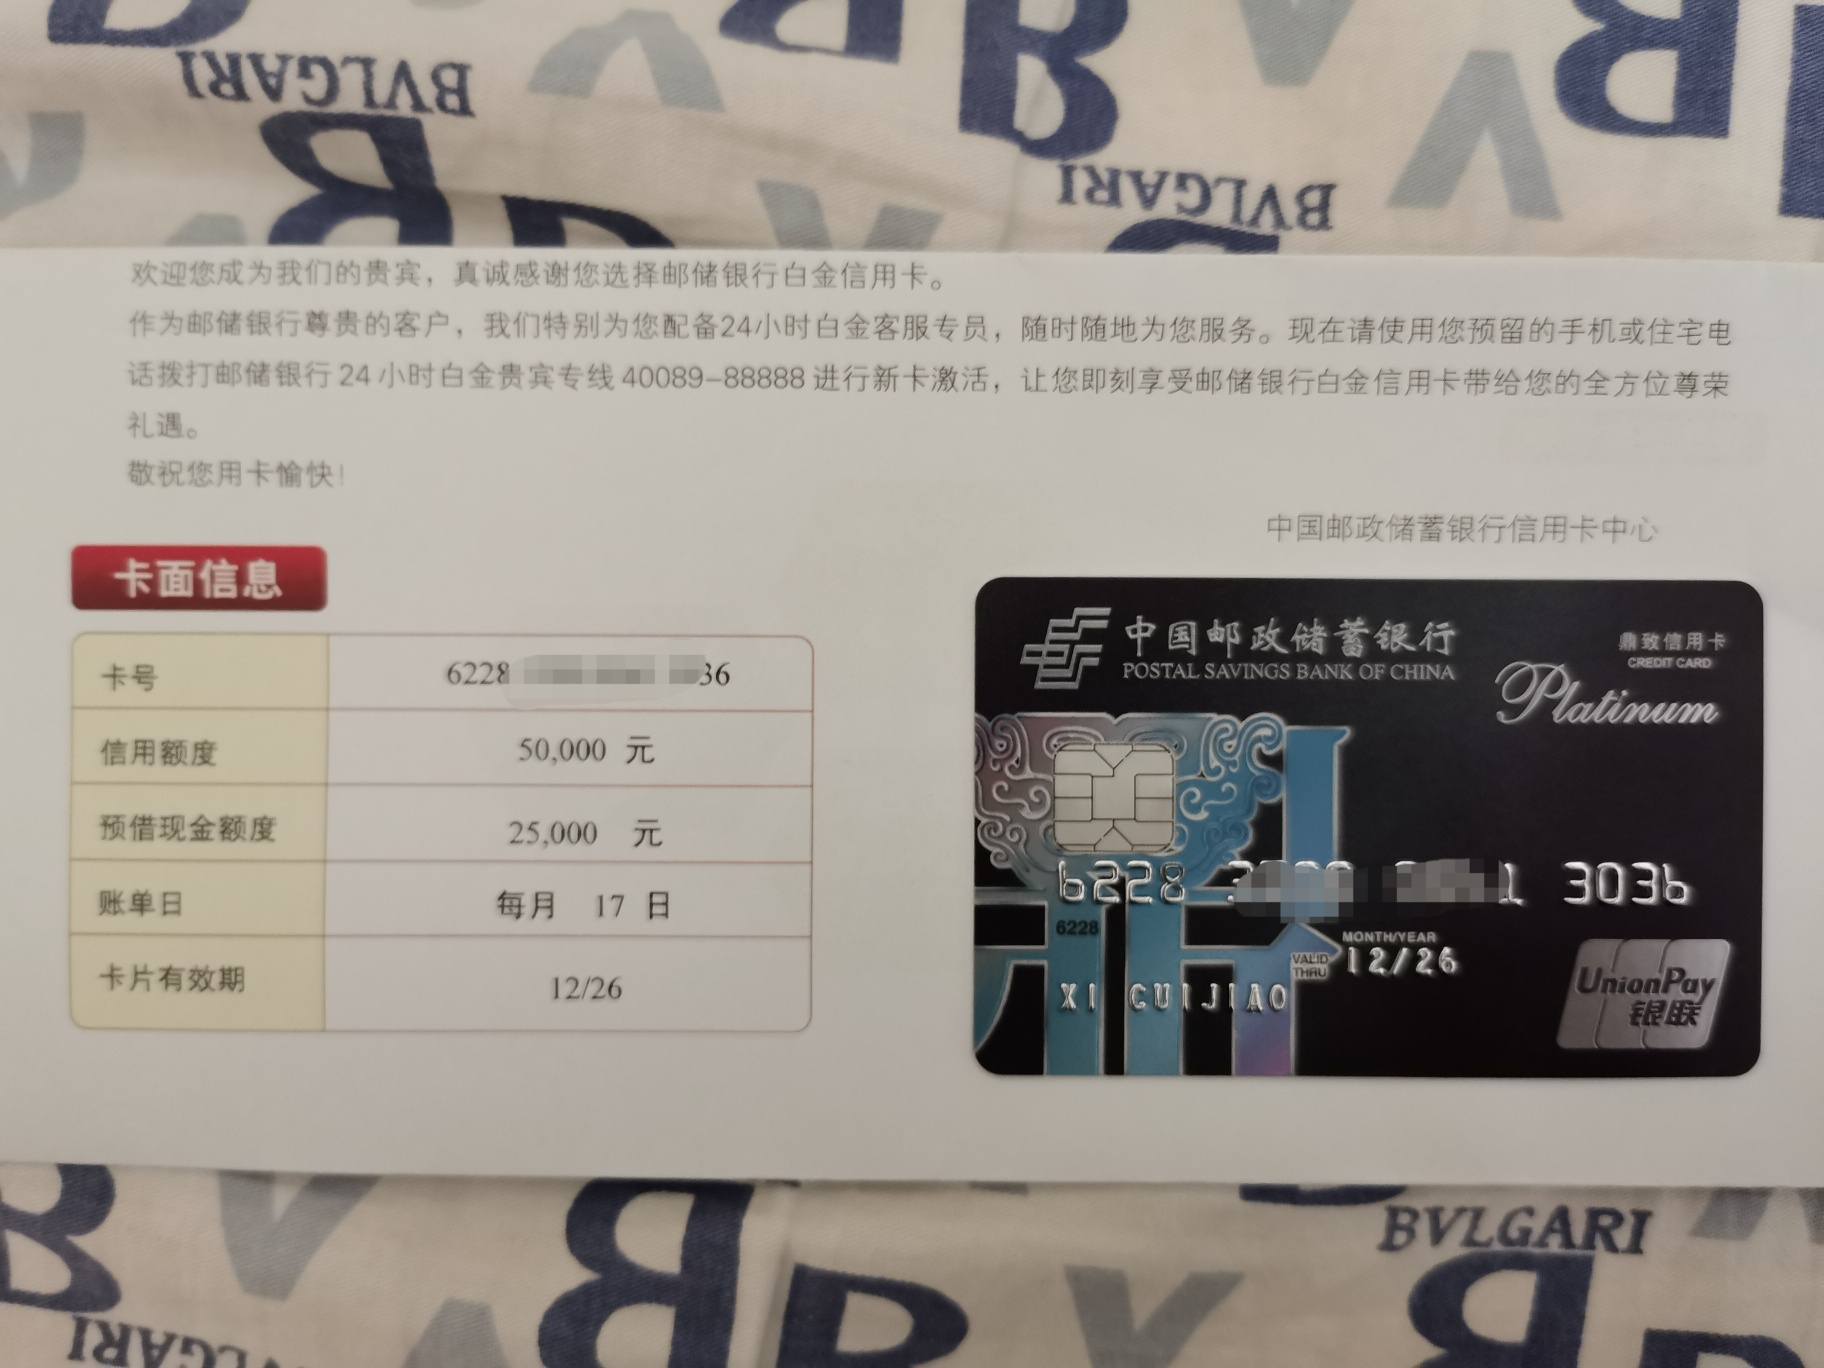 BVLGARI
BVLGARI
欢迎您成为我们的贵宾，真诚感谢您选择邮储银行白金信用卡。
作为邮储银行尊贵的客户，我们特别为您配备24小时白金客服专员，随时随地为您服务。现在请使用您预留的手机或住宅电
话拨打邮储银行24小时白金贵宾专线40089-88888进行新卡激活，让您即刻享受邮储银行白金信用卡带给您的全方位尊荣
礼遇。
敬祝您用卡愉快！
中国邮政储蓄银行信用卡中心
卡面信息
卡号 6228 36
信用额度 50,000 元
预借现金额度 25,000 元
账单日 每月 17 日
卡片有效期 12/26
中国邮政储蓄银行
POSTAL SAVINGS BANK OF CHINA
鼎致信用卡
CREDIT CARD
Platinum
6228 1 3036
6228
MONTH/YEAR
VALID THRU 12/26
XI CUIJIAO
UnionPay
银联
BVLGARI
BVLGARI